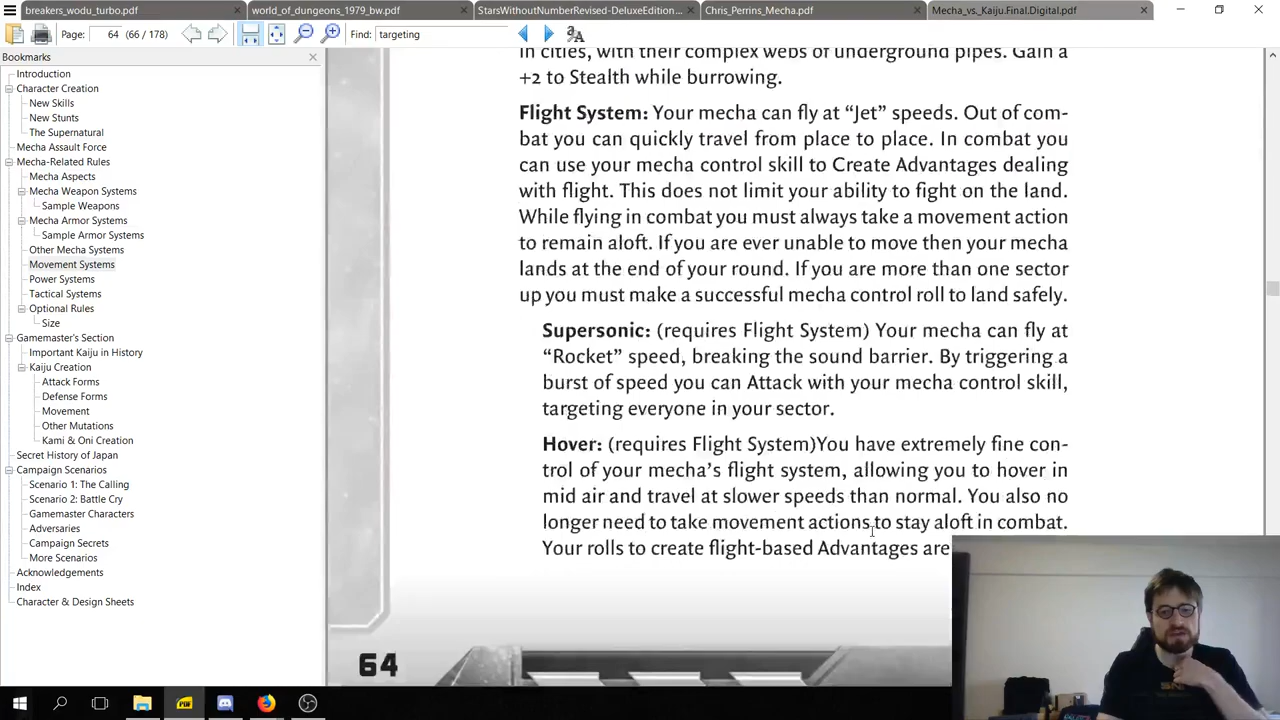 breakers_wodu_turbo.pdf
world_of_dungeons_1979_bw.pdf
StarsWithoutNumberRevised-DeluxeEdition...
Chris_Perrins_Mecha.pdf
Mecha_vs._Kaiju.Final.Digital.pdf
Page: 64 (66 / 178)
Find: targeting
Bookmarks
Introduction
Character Creation
New Skills
New Stunts
The Supernatural
Mecha Assault Force
Mecha-Related Rules
Mecha Aspects
Mecha Weapon Systems
Sample Weapons
Mecha Armor Systems
Sample Armor Systems
Other Mecha Systems
Movement Systems
Power Systems
Tactical Systems
Optional Rules
Size
Gamemaster's Section
Important Kaiju in History
Kaiju Creation
Attack Forms
Defense Forms
Movement
Other Mutations
Kami & Oni Creation
Secret History of Japan
Campaign Scenarios
Scenario 1: The Calling
Scenario 2: Battle Cry
Gamemaster Characters
Adversaries
Campaign Secrets
More Scenarios
Acknowledgements
Index
Character & Design Sheets
in cities, with their complex webs of underground pipes. Gain a
+2 to Stealth while burrowing.
Flight System: Your mecha can fly at “Jet” speeds. Out of com-
bat you can quickly travel from place to place. In combat you
can use your mecha control skill to Create Advantages dealing
with flight. This does not limit your ability to fight on the land.
While flying in combat you must always take a movement action
to remain aloft. If you are ever unable to move then your mecha
lands at the end of your round. If you are more than one sector
up you must make a successful mecha control roll to land safely.
Supersonic: (requires Flight System) Your mecha can fly at
“Rocket” speed, breaking the sound barrier. By triggering a
burst of speed you can Attack with your mecha control skill,
targeting everyone in your sector.
Hover: (requires Flight System)You have extremely fine con-
trol of your mecha’s flight system, allowing you to hover in
mid air and travel at slower speeds than normal. You also no
longer need to take movement actions to stay aloft in combat.
Your rolls to create flight-based Advantages are
64